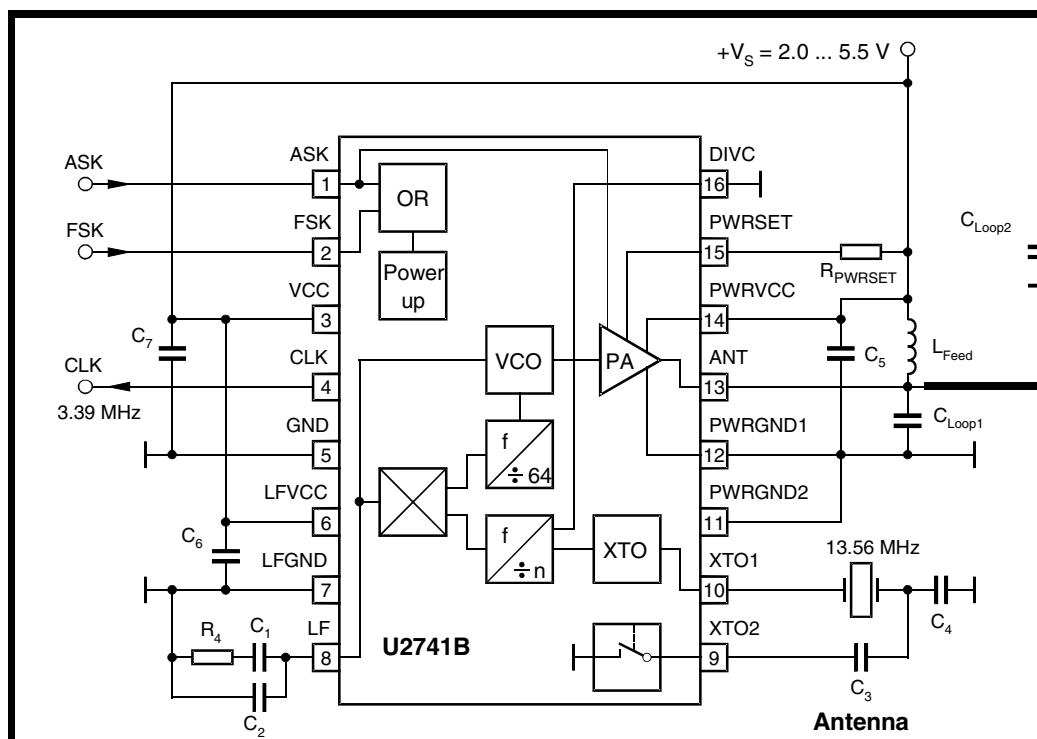 +VS = 2.0 ... 5.5 V
ASK
ASK
1
OR
DIVC
16
FSK
FSK
2
Power
up
PWRSET
15
RPWRSET
CLoop2
VCC
3
PWRVCC
14
C7
CLK
3.39 MHz
CLK
4
VCO
PA
ANT
13
C5
LFeed
GND
5
f
÷ 64
PWRGND1
12
CLoop1
LFVCC
6
PWRGND2
11
C6
LFGND
7
f
÷ n
XTO
XTO1
10
13.56 MHz
C4
R4
C1
LF
8
U2741B
XTO2
9
C3
C2
Antenna